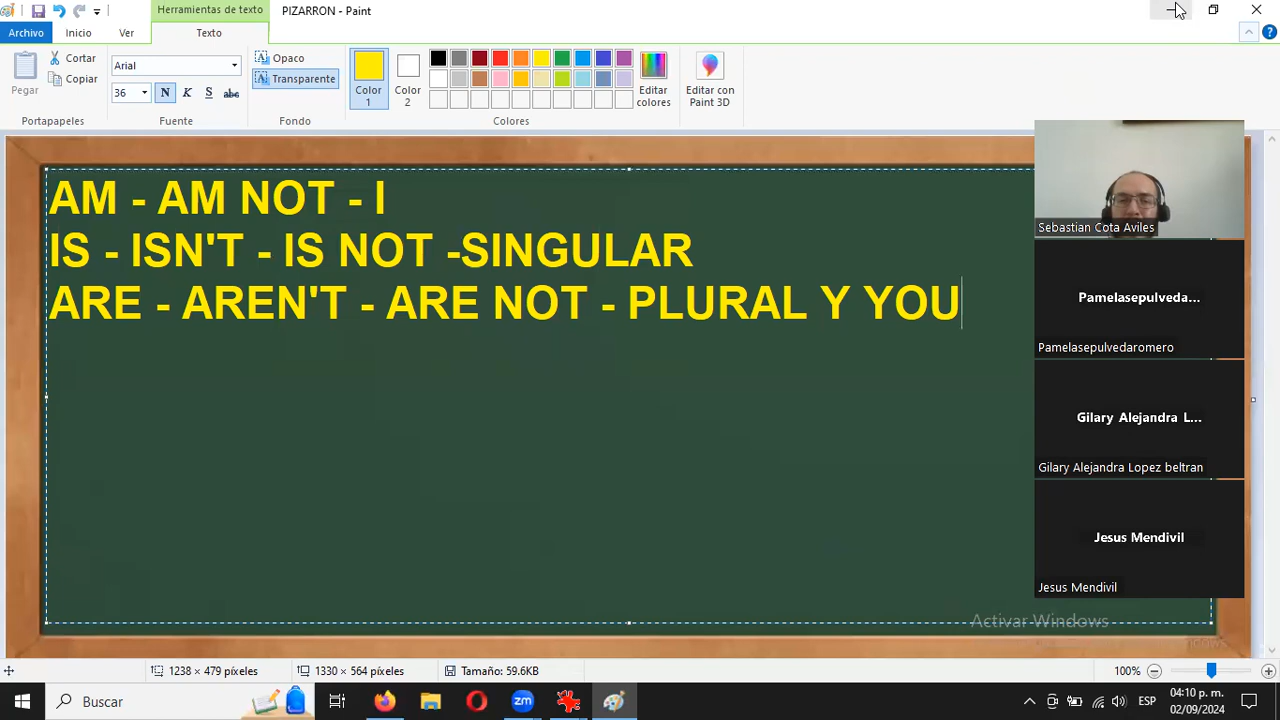 Herramientas de texto
PIZARRON - Paint
Archivo
Inicio
Ver
Texto
Pegar
Cortar
Copiar
Portapapeles
Arial
36
N K S abc
Fuente
Opaco
Transparente
Fondo
Color 1
Color 2
Editar colores
Editar con Paint 3D
Colores
AM - AM NOT - I
IS - ISN'T - IS NOT -SINGULAR
ARE - AREN'T - ARE NOT - PLURAL Y YOU
Sebastian Cota Aviles
Pamelasepulveda...
Pamelasepulvedaromero
Gilary Alejandra L...
Gilary Alejandra Lopez beltran
Jesus Mendivil
Jesus Mendivil
Activar Windows
1238 × 479 píxeles
1330 × 564 píxeles
Tamaño: 59.6KB
100%
Buscar
zm
ESP
04:10 p. m.
02/09/2024